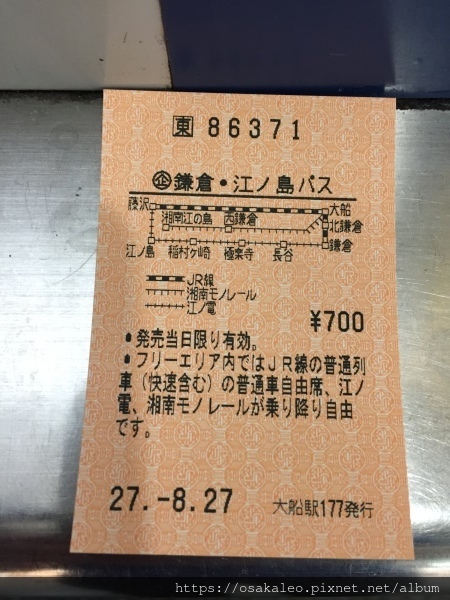 東 86371
企鎌倉・江ノ島パス
藤沢 大船
湘南江の島 西鎌倉 北鎌倉
鎌倉
江ノ島 稲村ヶ崎 極楽寺 長谷
JR線
湘南モノレール
江ノ電
¥700
●発売当日限り有効。
●フリーエリア内ではJR線の普通列
車(快速含む)の普通車自由席、江ノ
電、湘南モノレールが乗り降り自由
です。
27.-8.27 大船駅177発行
https://osakaleo.pixnet.net/album